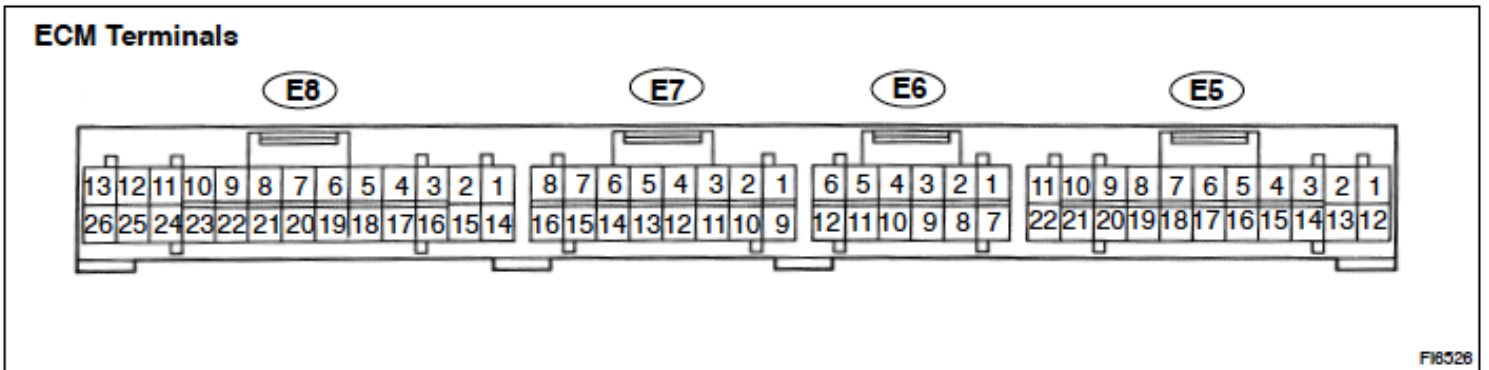 ECM Terminals
E8 E7 E6 E5
13 12 11 10 9 8 7 6 5 4 3 2 1 8 7 6 5 4 3 2 1 6 5 4 3 2 1 11 10 9 8 7 6 5 4 3 2 1
26 25 24 23 22 21 20 19 18 17 16 15 14 16 15 14 13 12 11 10 9 12 11 10 9 8 7 22 21 20 19 18 17 16 15 14 13 12
FI6526